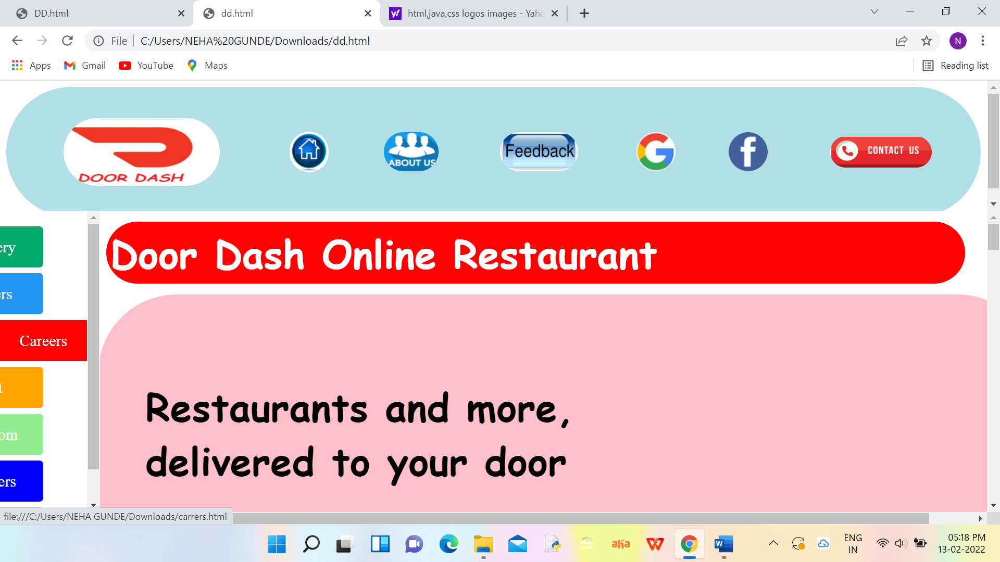 DD.html
dd.html
html,java,css logos images - Yaho
File
C:/Users/NEHA%20GUNDE/Downloads/dd.html
N
Apps
Gmail
YouTube
Maps
Reading list
DOOR DASH
ABOUT US
Feedback
CONTACT US
Door Dash Online Restaurant
ery
ers
Careers
t
om
ers
Restaurants and more,
delivered to your door
file:///C:/Users/NEHA GUNDE/Downloads/carrers.html
aha
W
ENG
IN
05:18 PM
13-02-2022